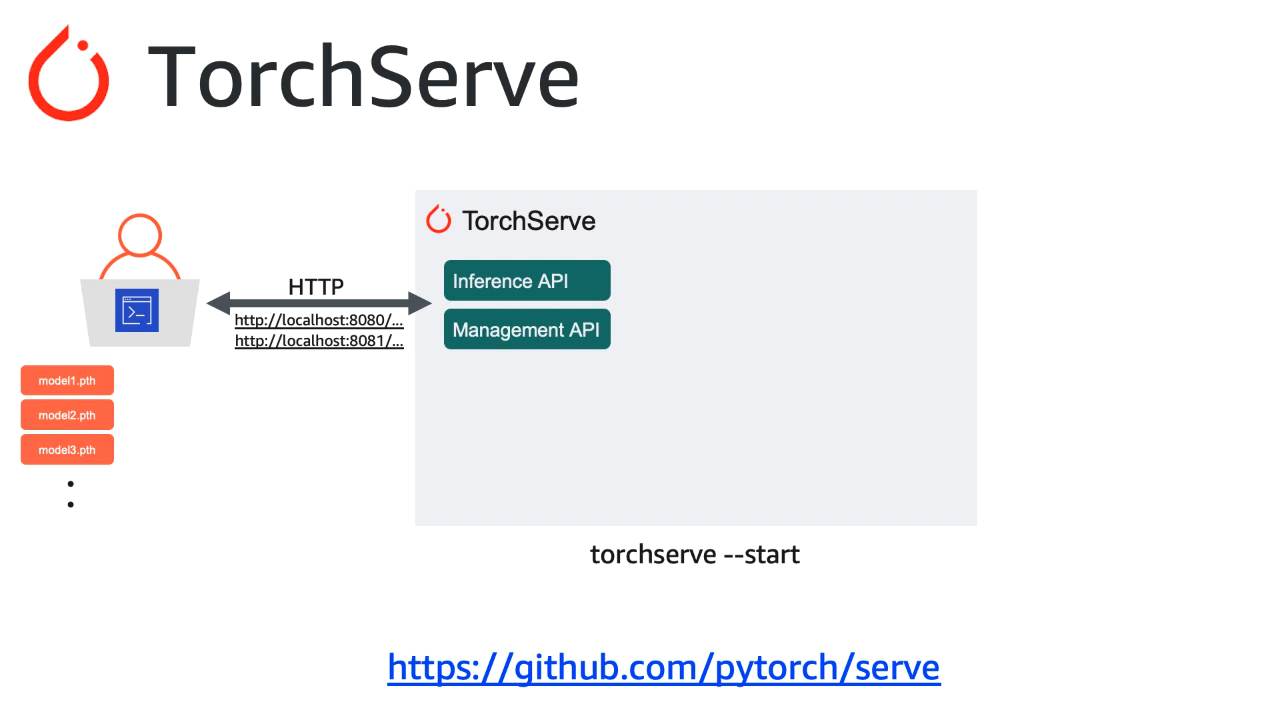 TorchServe
TorchServe
Inference API
Management API
HTTP
http://localhost:8080/...
http://localhost:8081/...
model1.pth
model2.pth
model3.pth
torchserve --start
https://github.com/pytorch/serve